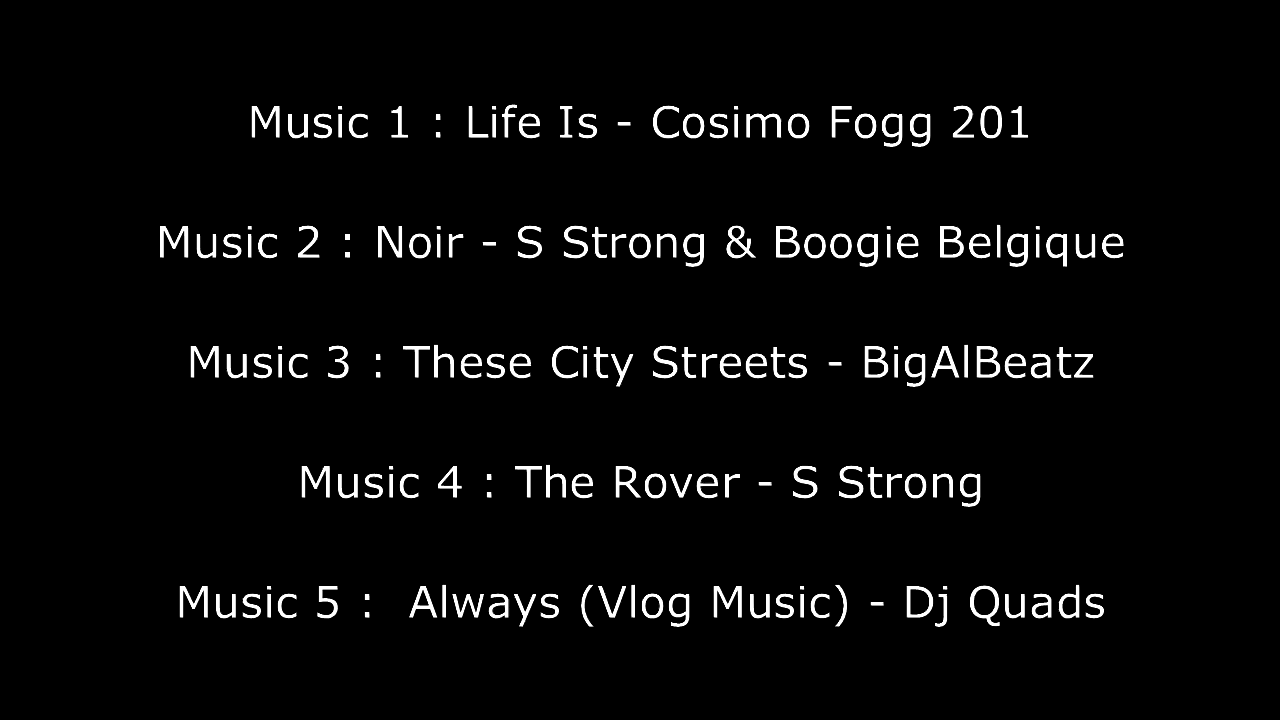 Music 1 : Life Is - Cosimo Fogg 201
Music 2 : Noir - S Strong & Boogie Belgique
Music 3 : These City Streets - BigAlBeatz
Music 4 : The Rover - S Strong
Music 5 :  Always (Vlog Music) - Dj Quads